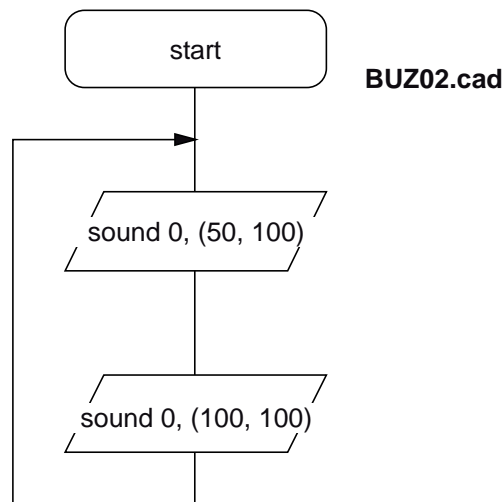 start
BUZ02.cad
sound 0, (50, 100)
sound 0, (100, 100)